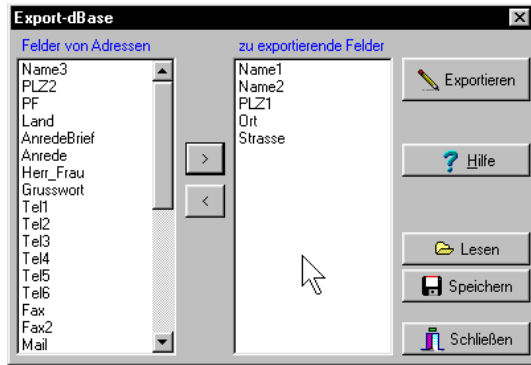 Export-dBase
Felder von Adressen
Name3
PLZ2
PF
Land
AnredeBrief
Anrede
Herr_Frau
Grusswort
Tel1
Tel2
Tel3
Tel4
Tel5
Tel6
Fax
Fax2
Mail
>
<
zu exportierende Felder
Name1
Name2
PLZ1
Ort
Strasse
Exportieren
Hilfe
Lesen
Speichern
Schließen